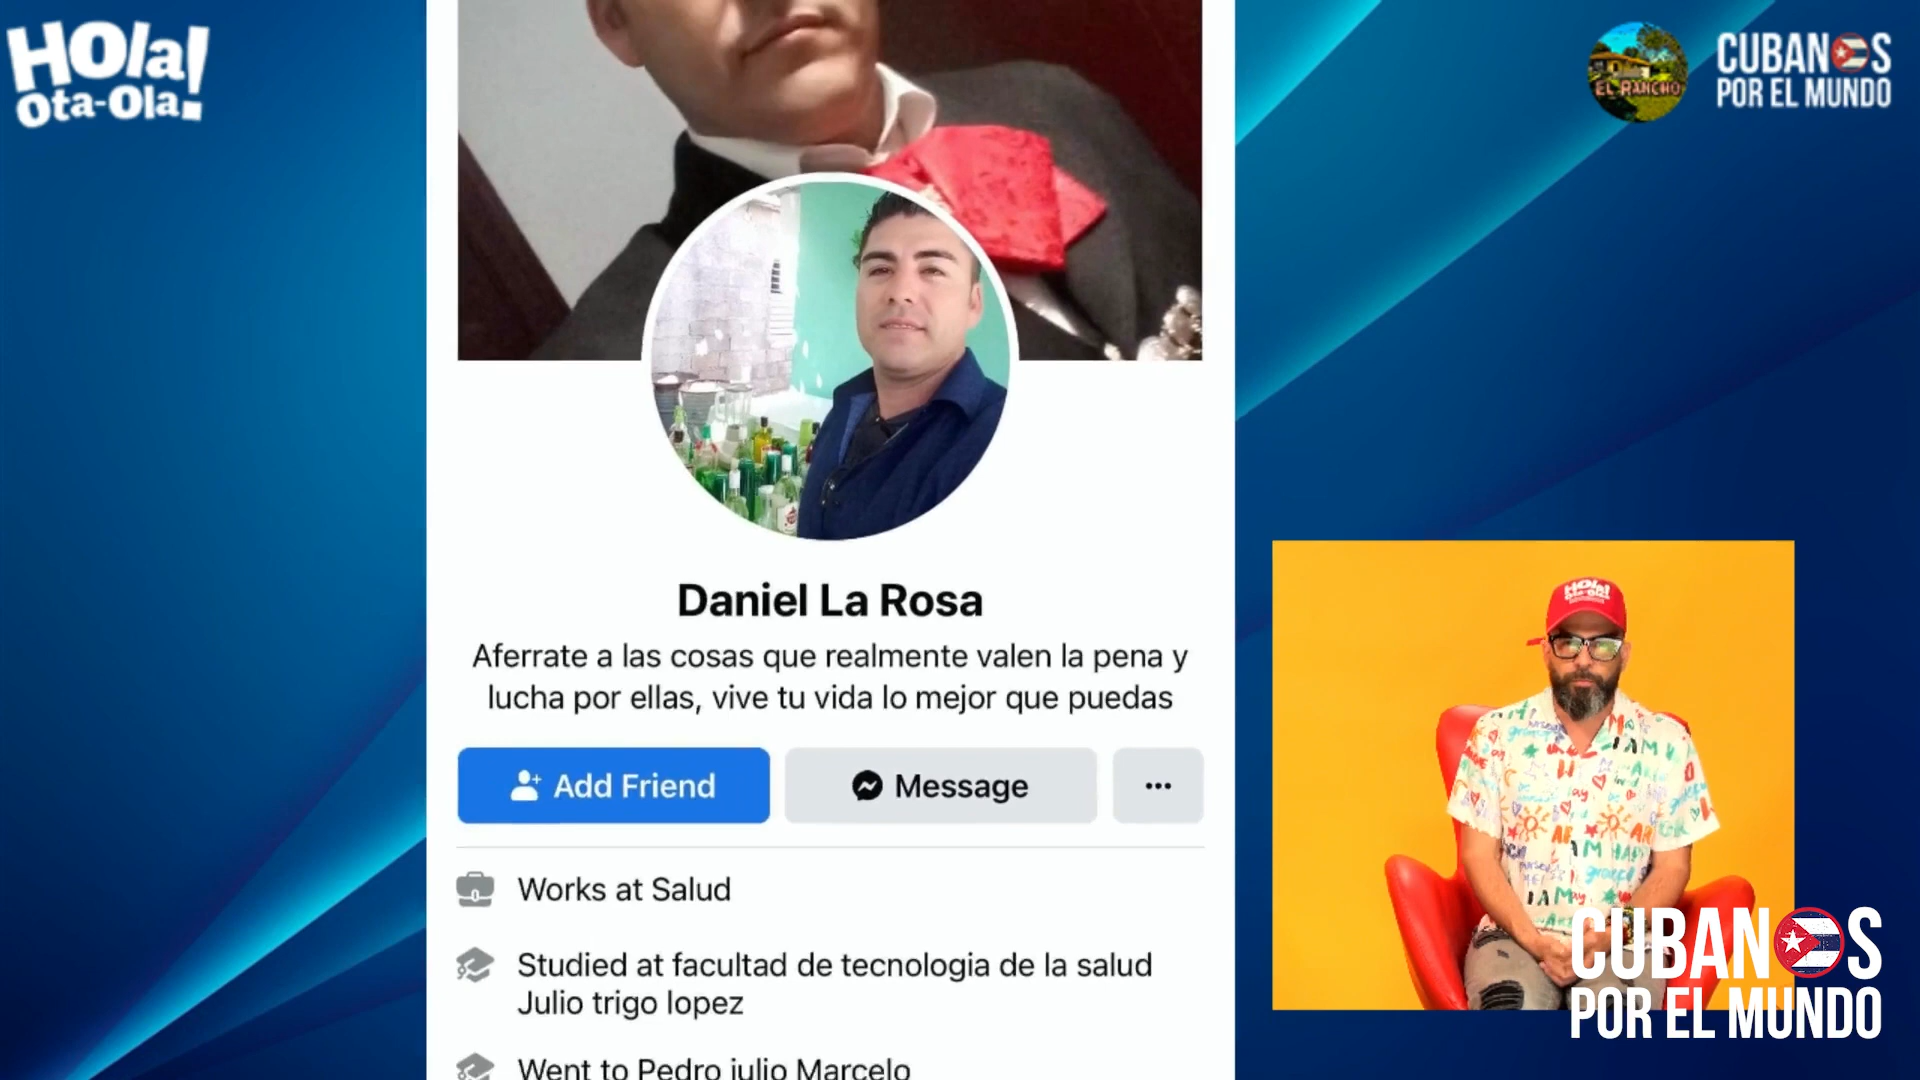 HOla!
Ota-Ola!
EL RANCHO
CUBANOS
POR EL MUNDO
Daniel La Rosa
Aferrate a las cosas que realmente valen la pena y
lucha por ellas, vive tu vida lo mejor que puedas
Add Friend
Message
Works at Salud
Studied at facultad de tecnologia de la salud
Julio trigo lopez
Went to Pedro julio Marcelo
HOla!
Ota-Ola!
CUBANOS
POR EL MUNDO